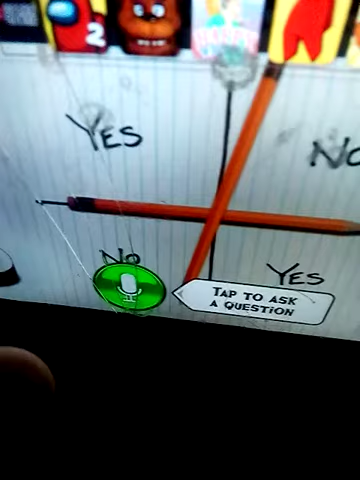 2
YES
NO
NO
YES
TAP TO ASK
A QUESTION